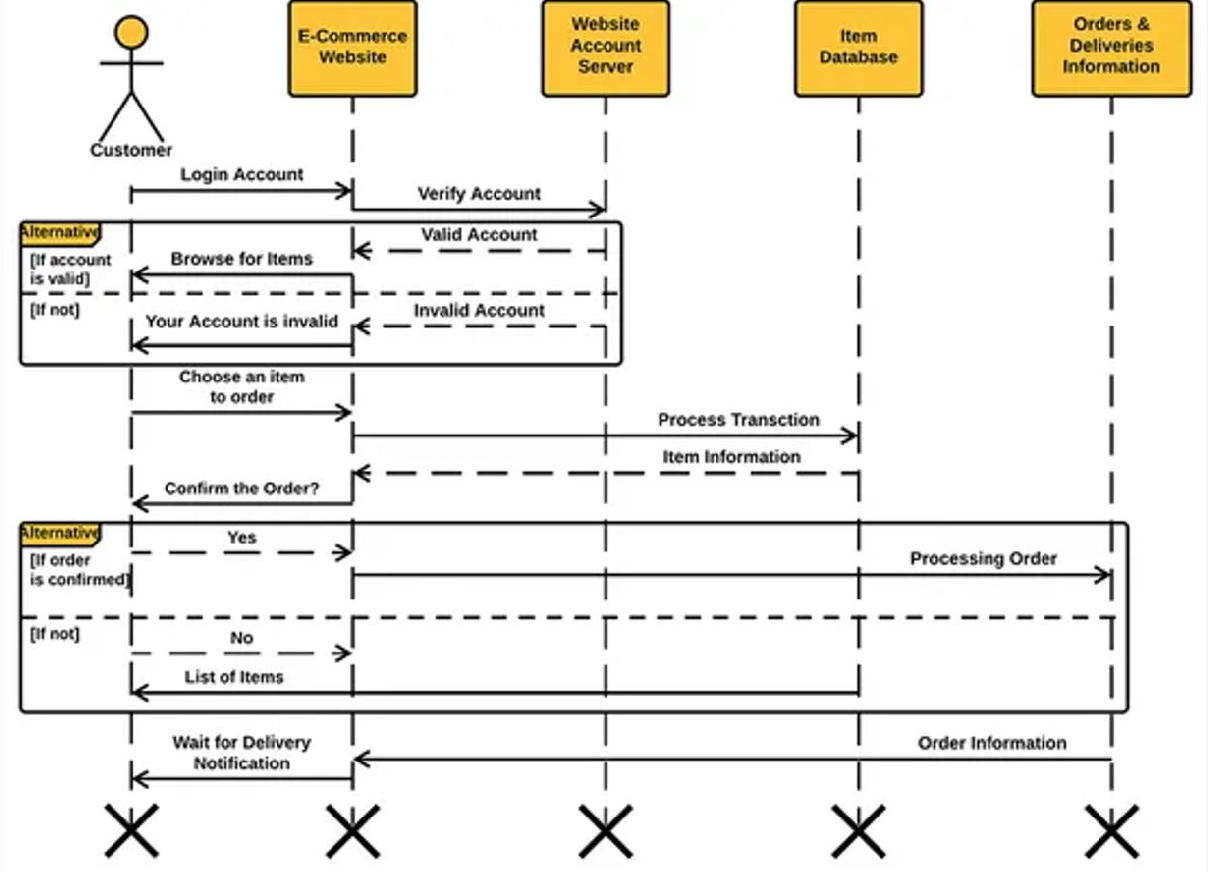 E-Commerce
Website
Website
Account
Server
Item
Database
Orders &
Deliveries
Information
Customer
Login Account
Verify Account
Alternative
Valid Account
[If account
is valid]
Browse for Items
[If not]
Invalid Account
Your Account is invalid
Choose an item
to order
Process Transction
Item Information
Confirm the Order?
Alternative
Yes
[If order
is confirmed]
Processing Order
[If not]
No
List of Items
Wait for Delivery
Notification
Order Information